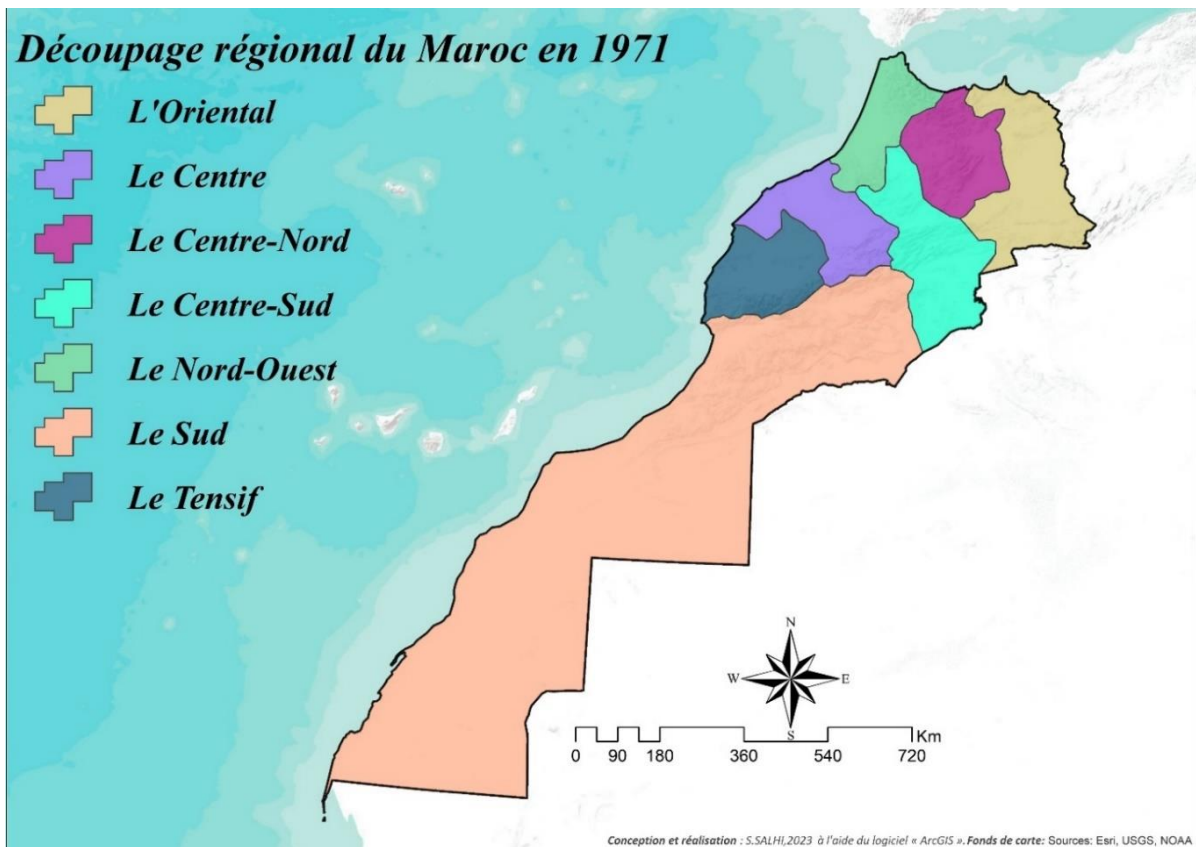 Découpage régional du Maroc en 1971
L'Oriental
Le Centre
Le Centre-Nord
Le Centre-Sud
Le Nord-Ouest
Le Sud
Le Tensif
N
W E
S
Km
0 90 180 360 540 720
Conception et réalisation : S.SALHI,2023 à l'aide du logiciel « ArcGIS ». Fonds de carte: Sources: Esri, USGS, NOAA